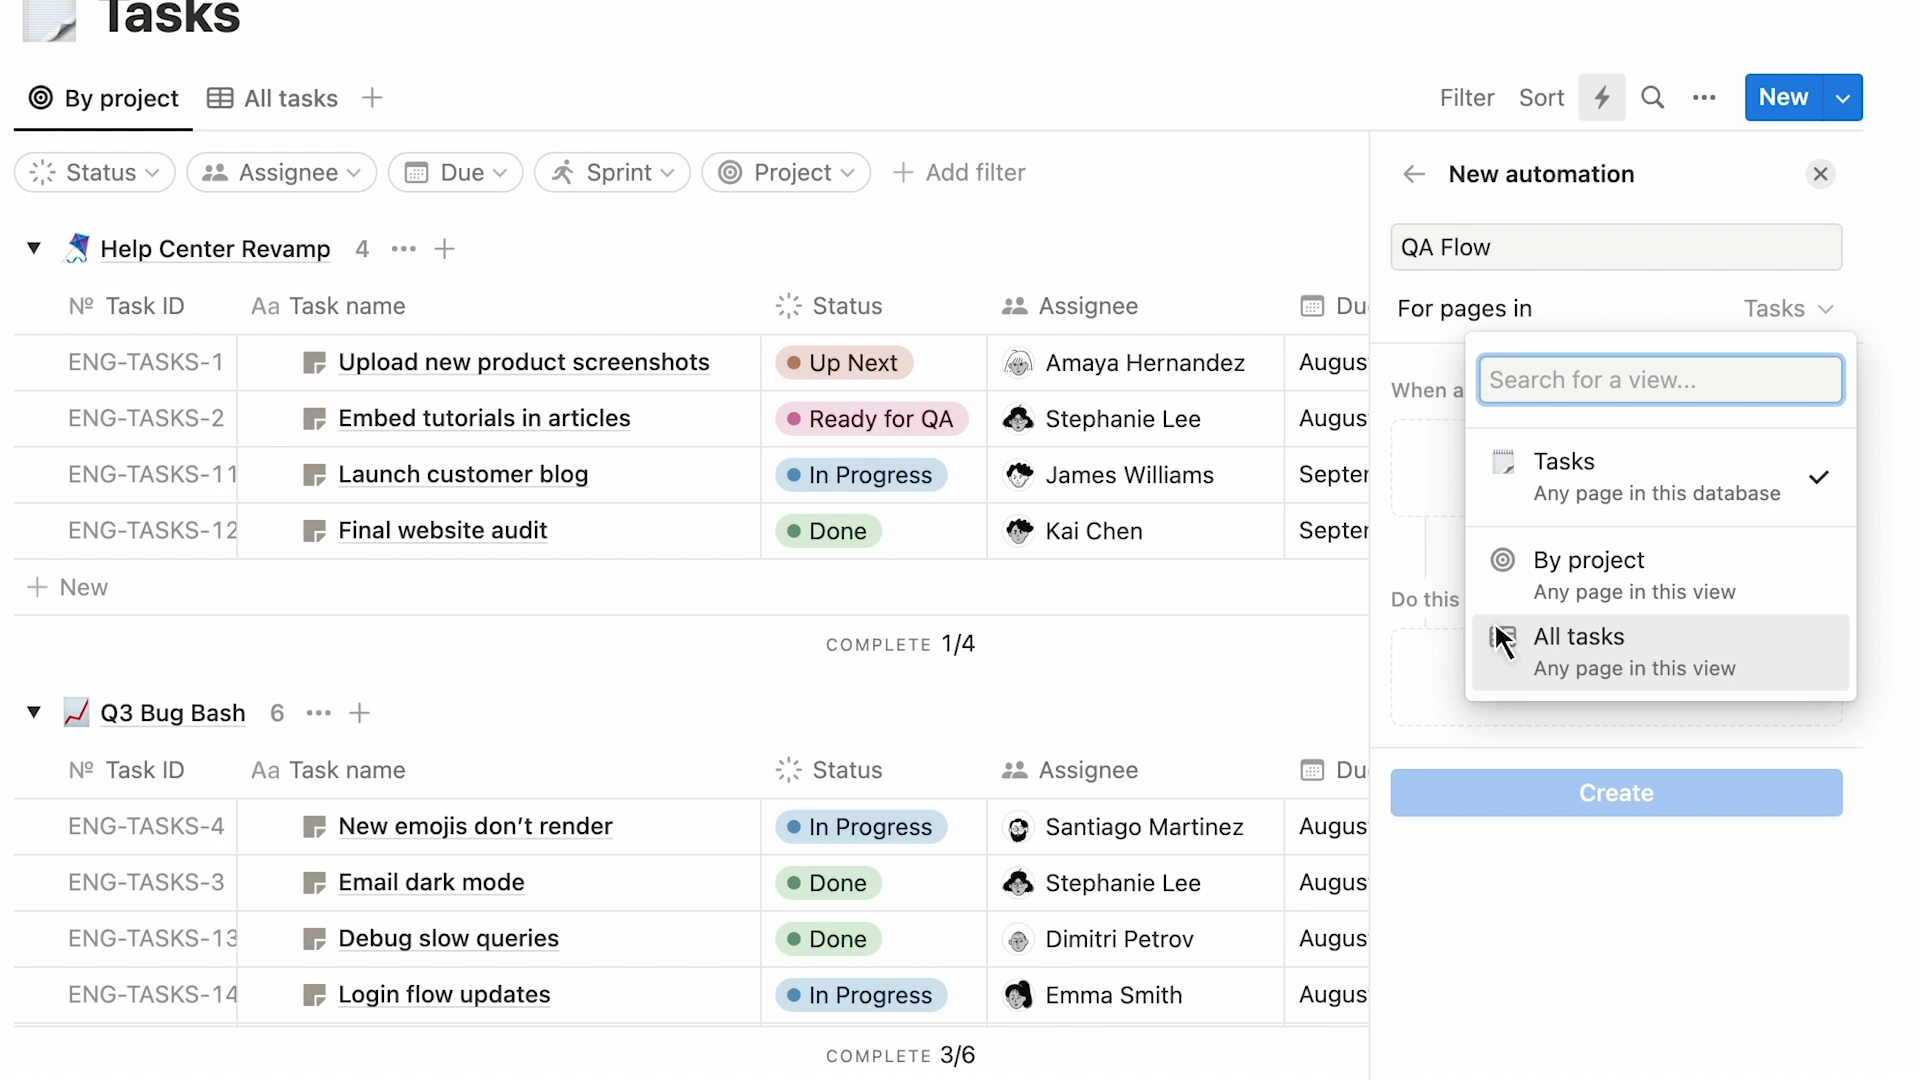 Tasks
By project All tasks
Filter Sort New
Status Assignee Due Sprint Project Add filter
New automation
QA Flow
For pages in Tasks
Help Center Revamp 4
Nº Task ID Aa Task name Status Assignee Du
ENG-TASKS-1 Upload new product screenshots Up Next Amaya Hernandez Augus
ENG-TASKS-2 Embed tutorials in articles Ready for QA Stephanie Lee Augus
ENG-TASKS-11 Launch customer blog In Progress James Williams Septer
ENG-TASKS-12 Final website audit Done Kai Chen Septer
New
COMPLETE 1/4
When a
Search for a view...
Tasks
Any page in this database
By project
Any page in this view
Do this
All tasks
Any page in this view
Create
Q3 Bug Bash 6
Nº Task ID Aa Task name Status Assignee Du
ENG-TASKS-4 New emojis don’t render In Progress Santiago Martinez Augus
ENG-TASKS-3 Email dark mode Done Stephanie Lee Augus
ENG-TASKS-13 Debug slow queries Done Dimitri Petrov Augus
ENG-TASKS-14 Login flow updates In Progress Emma Smith Augus
COMPLETE 3/6